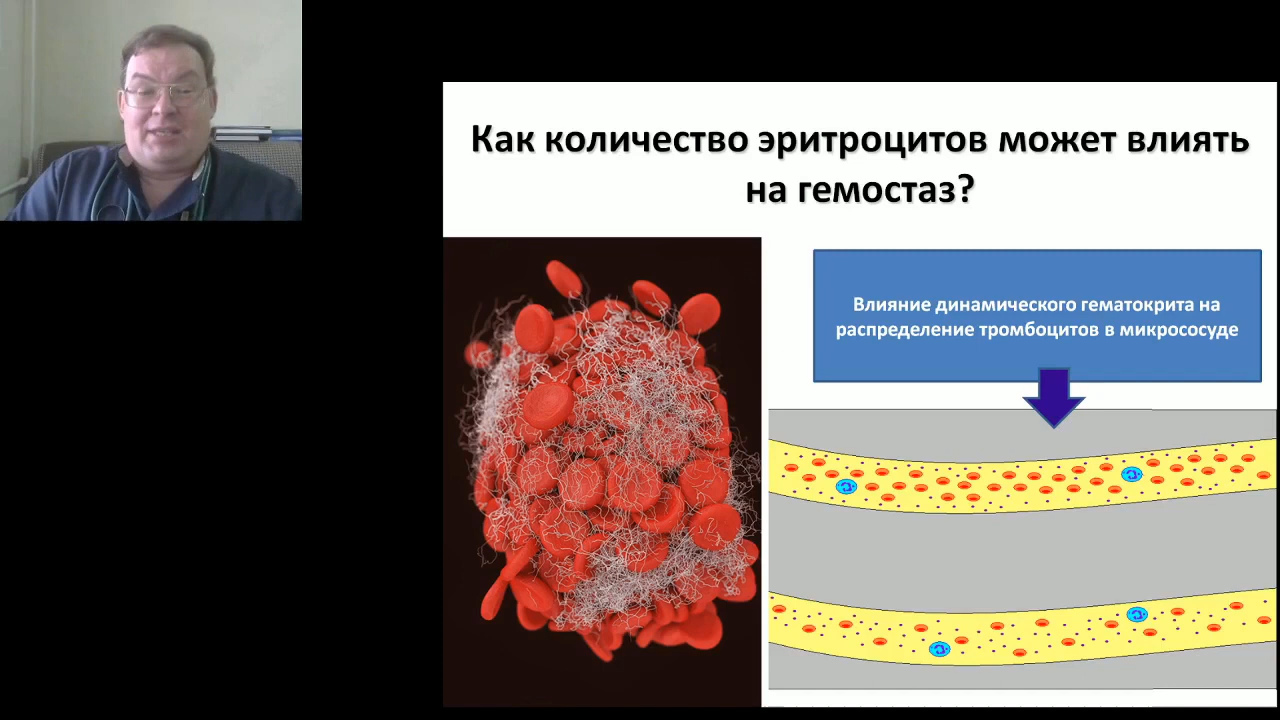 Как количество эритроцитов может влиять
на гемостаз?
Влияние динамического гематокрита на
распределение тромбоцитов в микрососуде